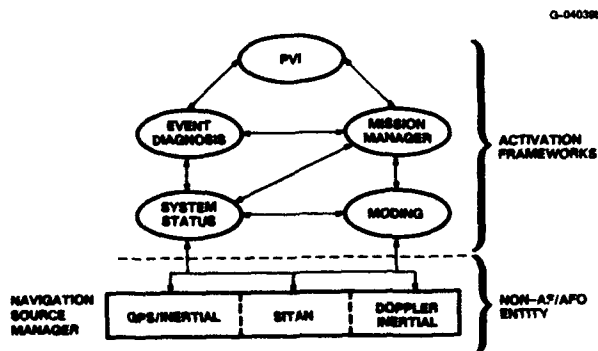 PVI
EVENT
DIAGNOSIS
MISSION
MANAGER
ACTIVATION
FRAMEWORKS
SYSTEM
STATUS
MODING
NAVIGATION
SOURCE
MANAGER
GPS/INERTIAL
SITAN
DOPPLER
INERTIAL
NON-AF/AFO
ENTITY